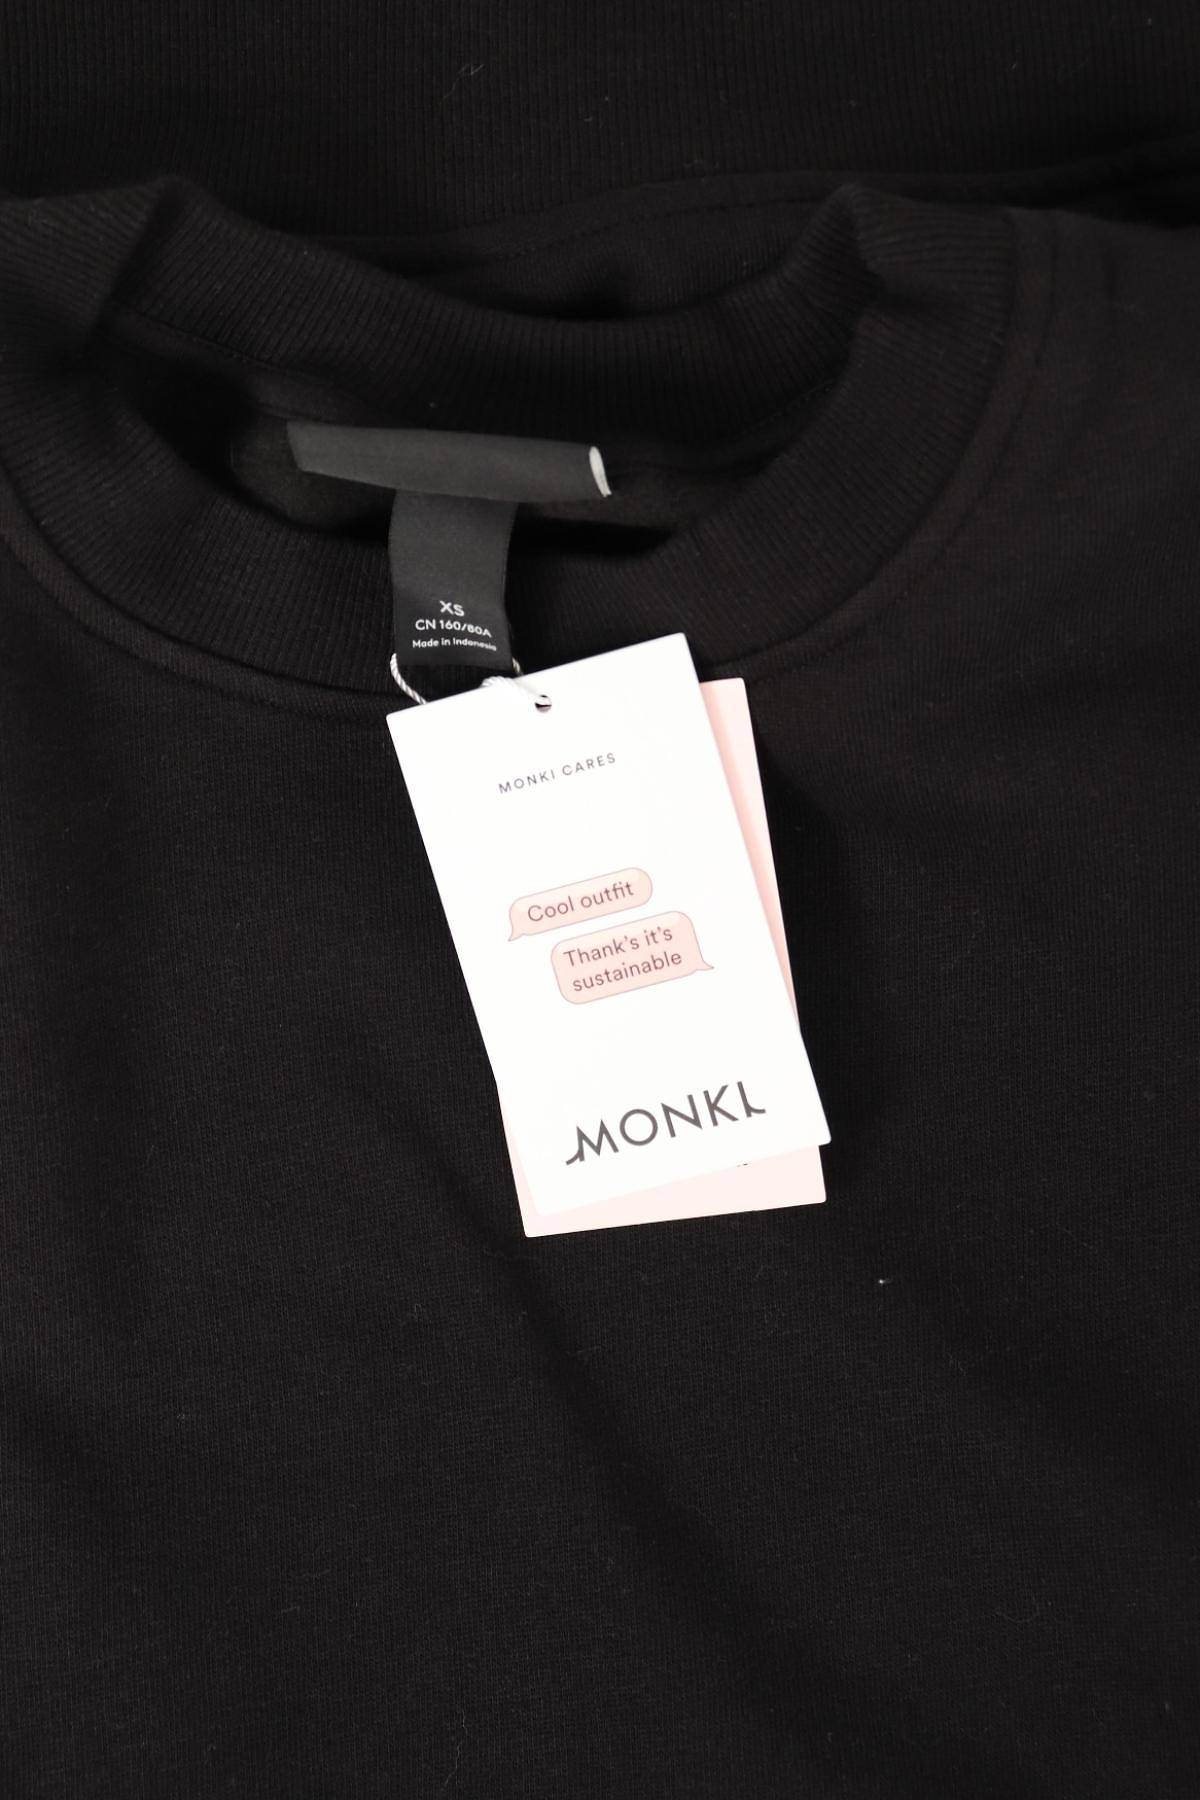 XS
CN 160/80A
Made in Indonesia
MONKI CARES
Cool outfit
Thank's it's
sustainable
MONKI